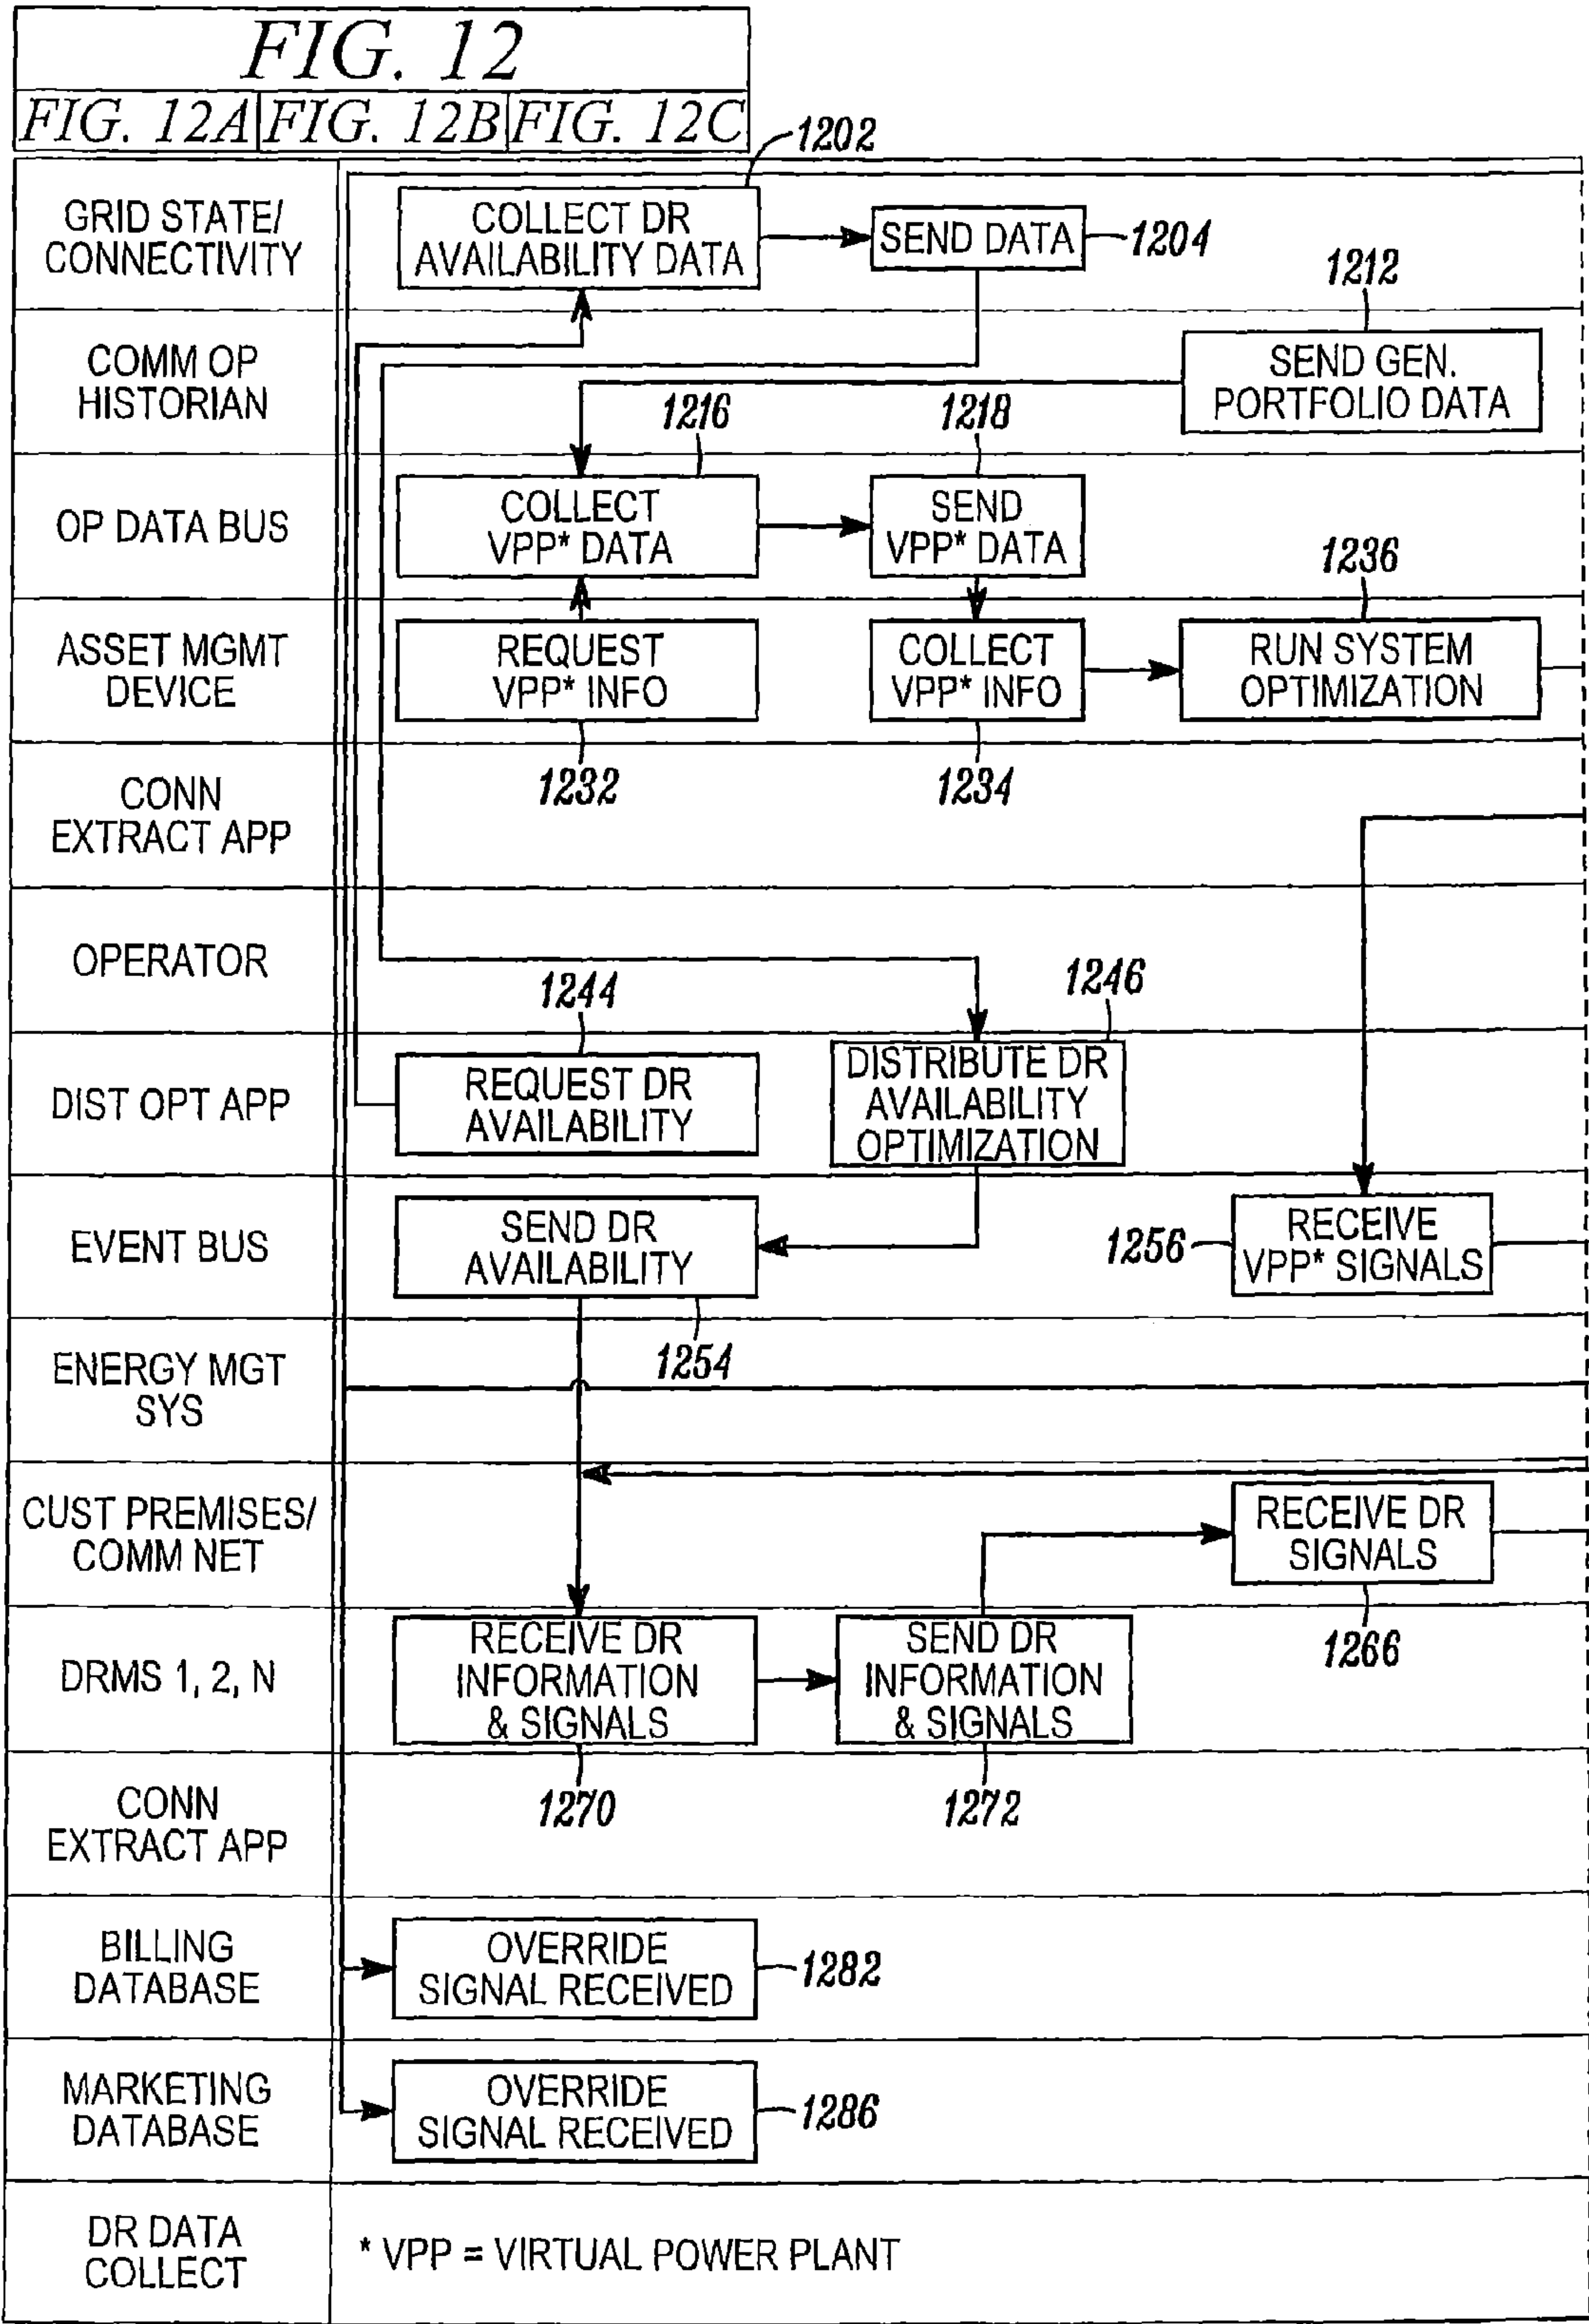 FIG. 12
FIG. 12A FIG. 12B FIG. 12C
1202
GRID STATE/
CONNECTIVITY
COLLECT DR
AVAILABILITY DATA
SEND DATA
1204
1212
COMM OP
HISTORIAN
SEND GEN.
PORTFOLIO DATA
1216
1218
OP DATA BUS
COLLECT
VPP* DATA
SEND
VPP* DATA
1236
ASSET MGMT
DEVICE
REQUEST
VPP* INFO
COLLECT
VPP* INFO
RUN SYSTEM
OPTIMIZATION
1232
1234
CONN
EXTRACT APP
OPERATOR
1244
1246
DIST OPT APP
REQUEST DR
AVAILABILITY
DISTRIBUTE DR
AVAILABILITY
OPTIMIZATION
EVENT BUS
SEND DR
AVAILABILITY
1256
RECEIVE
VPP* SIGNALS
1254
ENERGY MGT
SYS
CUST PREMISES/
COMM NET
RECEIVE DR
SIGNALS
1266
DRMS 1, 2, N
RECEIVE DR
INFORMATION
& SIGNALS
SEND DR
INFORMATION
& SIGNALS
1270
1272
CONN
EXTRACT APP
BILLING
DATABASE
OVERRIDE
SIGNAL RECEIVED
1282
MARKETING
DATABASE
OVERRIDE
SIGNAL RECEIVED
1286
DR DATA
COLLECT
* VPP = VIRTUAL POWER PLANT